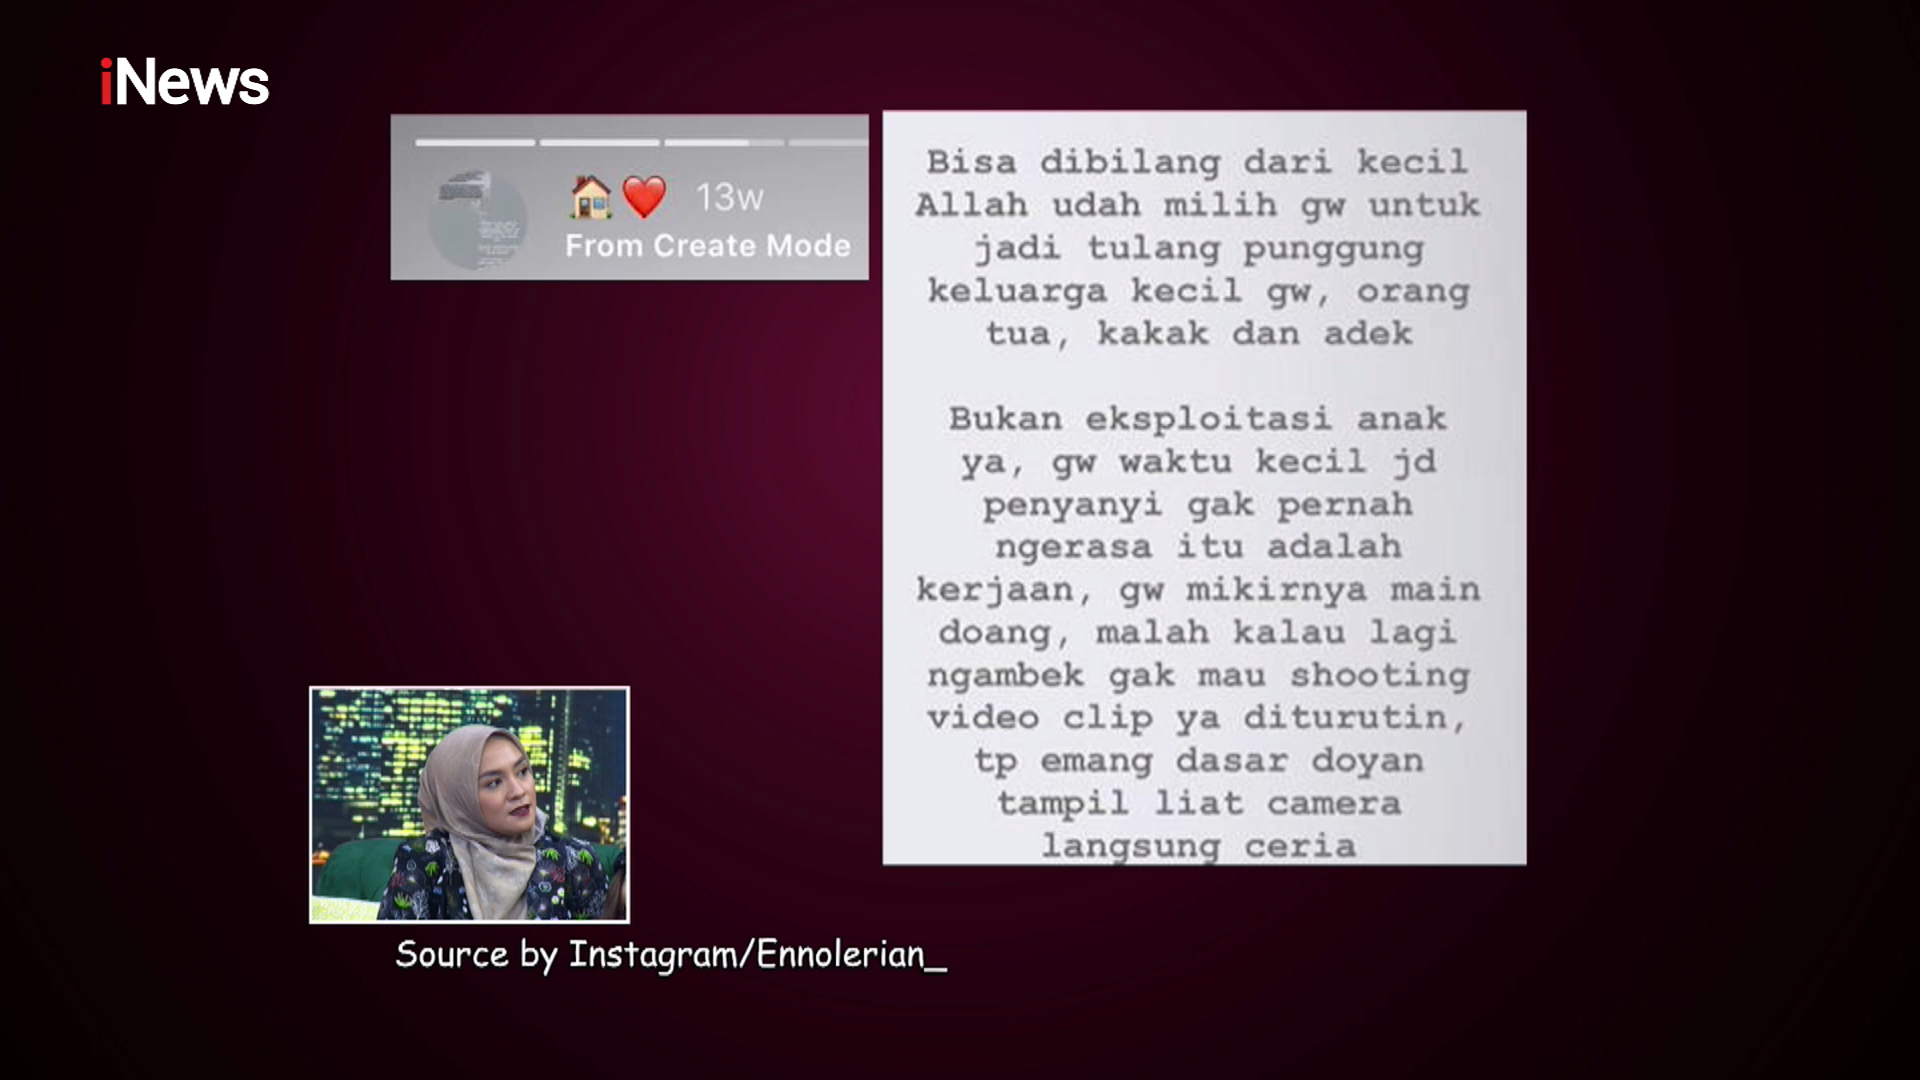 iNews
13w
From Create Mode
Bisa dibilang dari kecil
Allah udah milih gw untuk
jadi tulang punggung
keluarga kecil gw, orang
tua, kakak dan adek
Bukan eksploitasi anak
ya, gw waktu kecil jd
penyanyi gak pernah
ngerasa itu adalah
kerjaan, gw mikirnya main
doang, malah kalau lagi
ngambek gak mau shooting
video clip ya diturutin,
tp emang dasar doyan
tampil liat camera
langsung ceria
Source by Instagram/Ennolerian_